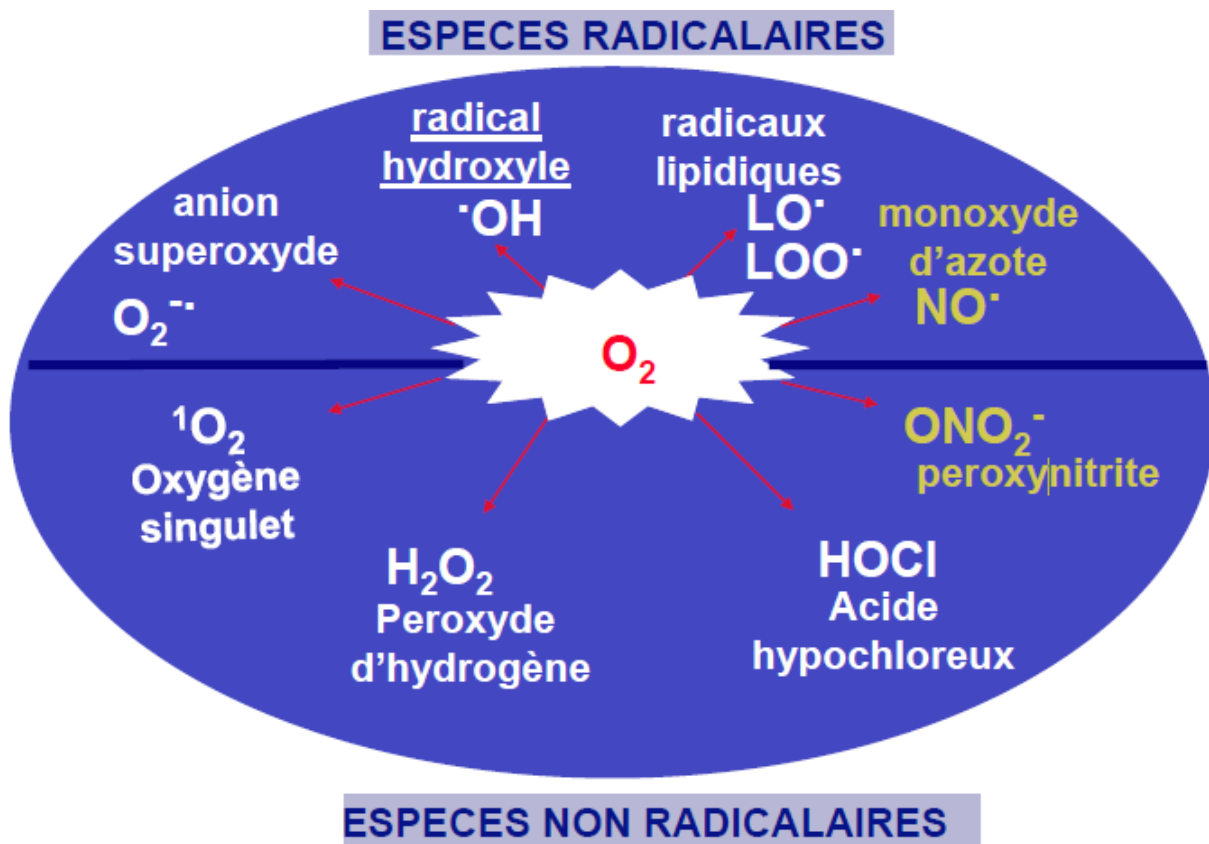 ESPECES RADICALAIRES
radical
hydroxyle
·OH
radicaux
lipidiques
LO·
LOO·
anion
superoxyde
O₂⁻·
monoxyde
d'azote
NO·
O₂
¹O₂
Oxygène
singulet
ONO₂⁻
peroxynitrite
H₂O₂
Peroxyde
d'hydrogène
HOCl
Acide
hypochloreux
ESPECES NON RADICALAIRES